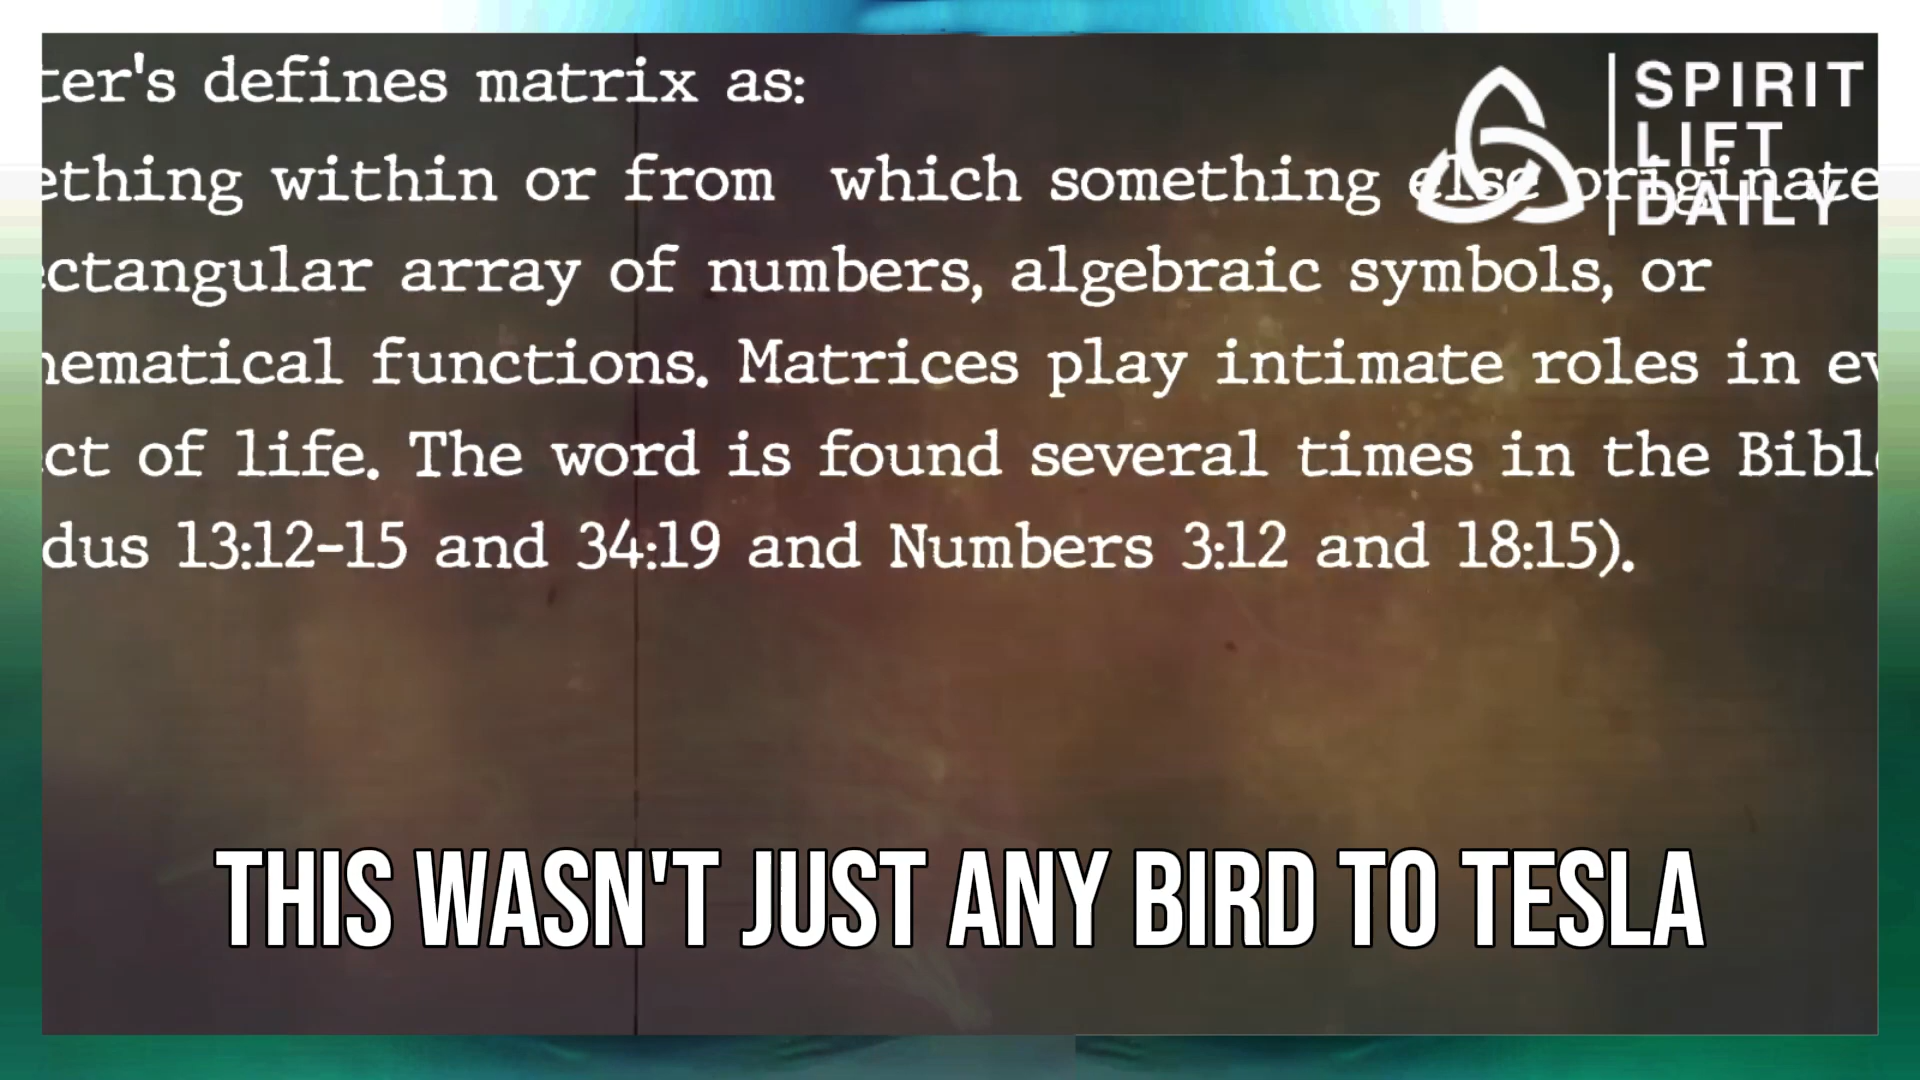 ter's defines matrix as:
ething within or from which something else originate
ectangular array of numbers, algebraic symbols, or
hematical functions. Matrices play intimate roles in ev
ct of life. The word is found several times in the Bible
dus 13:12-15 and 34:19 and Numbers 3:12 and 18:15).
SPIRIT
LIFT
DAILY
THIS WASN'T JUST ANY BIRD TO TESLA